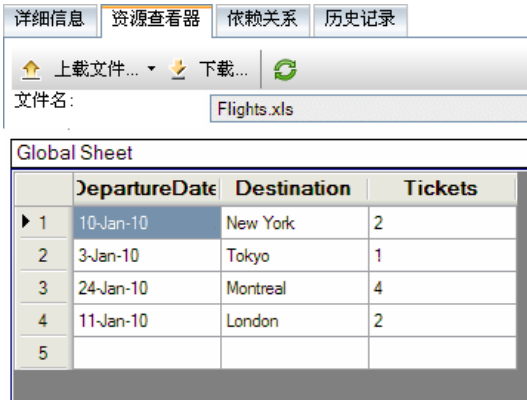 详细信息 资源查看器 依赖关系 历史记录
上载文件... 下载...
文件名: Flights.xls
Global Sheet
DepartureDate Destination Tickets
1 10-Jan-10 New York 2
2 3-Jan-10 Tokyo 1
3 24-Jan-10 Montreal 4
4 11-Jan-10 London 2
5